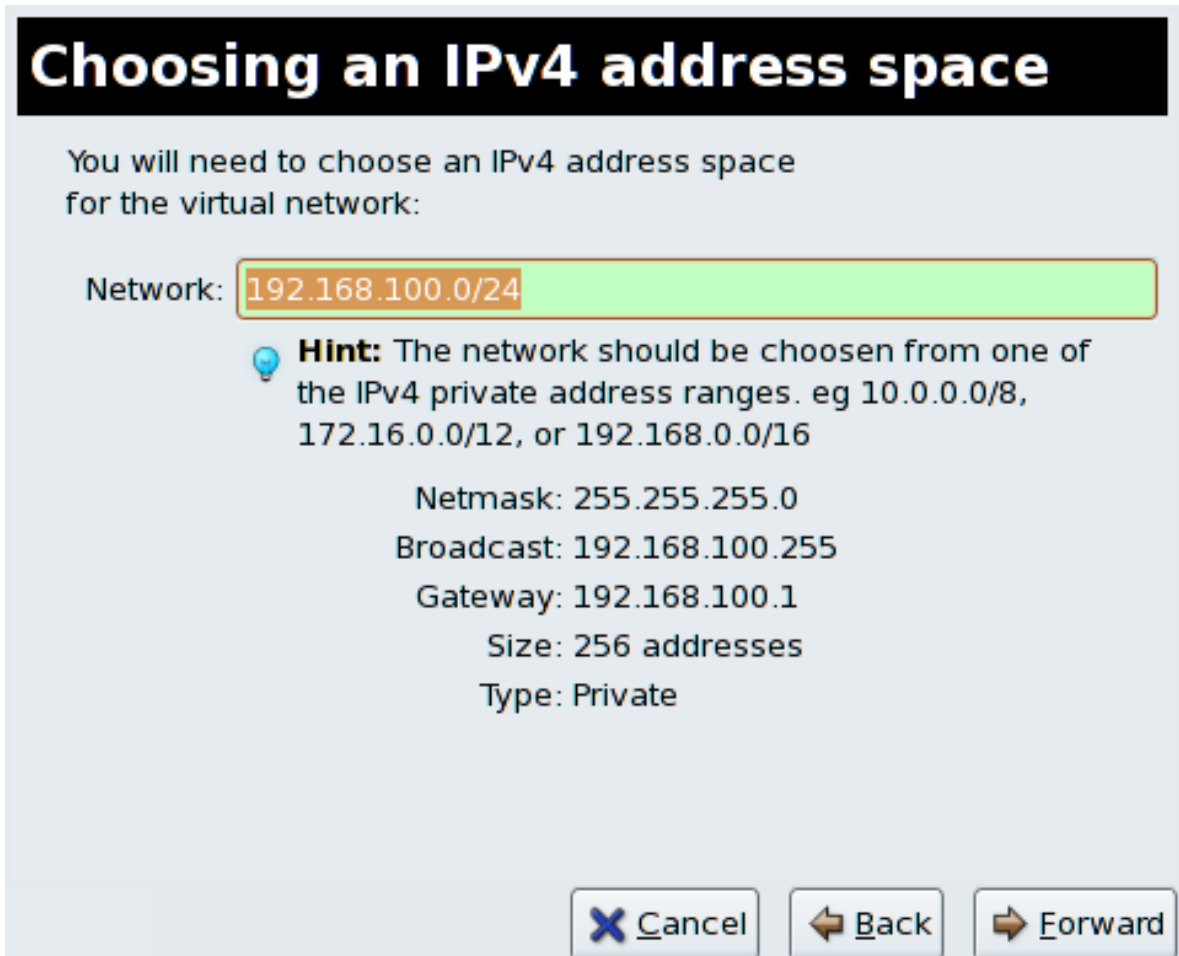 Choosing an IPv4 address space
You will need to choose an IPv4 address space
for the virtual network:
Network: 192.168.100.0/24
Hint: The network should be choosen from one of
the IPv4 private address ranges. eg 10.0.0.0/8,
172.16.0.0/12, or 192.168.0.0/16
Netmask: 255.255.255.0
Broadcast: 192.168.100.255
Gateway: 192.168.100.1
Size: 256 addresses
Type: Private
Cancel Back Forward